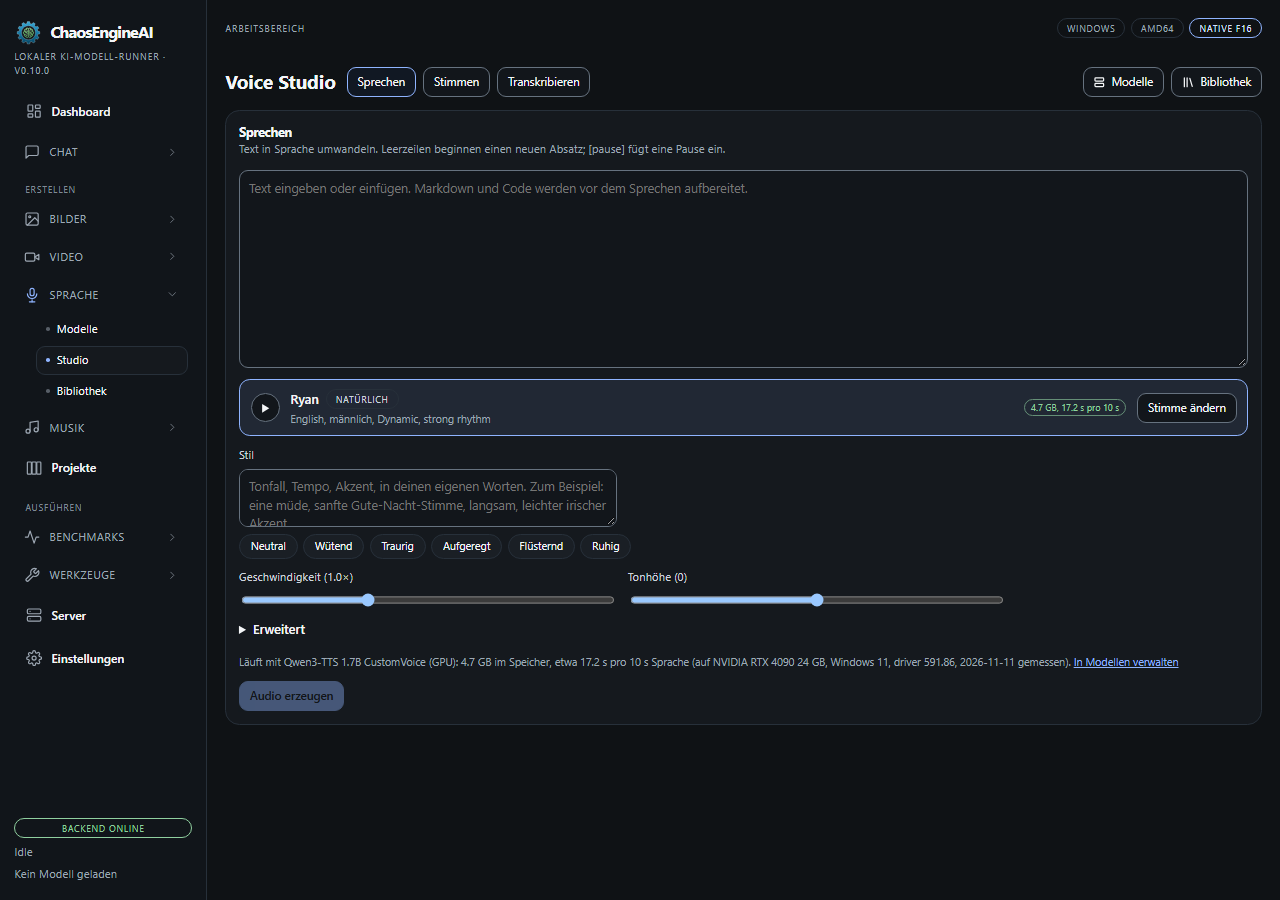 ChaosEngineAI
LOKALER KI-MODELL-RUNNER ·
V0.10.0
Dashboard
CHAT
ERSTELLEN
BILDER
VIDEO
SPRACHE
Modelle
Studio
Bibliothek
MUSIK
Projekte
AUSFÜHREN
BENCHMARKS
WERKZEUGE
Server
Einstellungen
BACKEND ONLINE
Idle
Kein Modell geladen
ARBEITSBEREICH
WINDOWS
AMD64
NATIVE F16
Voice Studio
Sprechen
Stimmen
Transkribieren
Modelle
Bibliothek
Sprechen
Text in Sprache umwandeln. Leerzeilen beginnen einen neuen Absatz; [pause] fügt eine Pause ein.
Text eingeben oder einfügen. Markdown und Code werden vor dem Sprechen aufbereitet.
Ryan NATÜRLICH
English, männlich, Dynamic, strong rhythm
4.7 GB, 17.2 s pro 10 s
Stimme ändern
Stil
Tonfall, Tempo, Akzent, in deinen eigenen Worten. Zum Beispiel:
eine müde, sanfte Gute-Nacht-Stimme, langsam, leichter irischer
Akzent
Neutral
Wütend
Traurig
Aufgeregt
Flüsternd
Ruhig
Geschwindigkeit (1.0×)
Tonhöhe (0)
Erweitert
Läuft mit Qwen3-TTS 1.7B CustomVoice (GPU): 4.7 GB im Speicher, etwa 17.2 s pro 10 s Sprache (auf NVIDIA RTX 4090 24 GB, Windows 11, driver 591.86, 2026-11-11 gemessen). In Modellen verwalten
Audio erzeugen